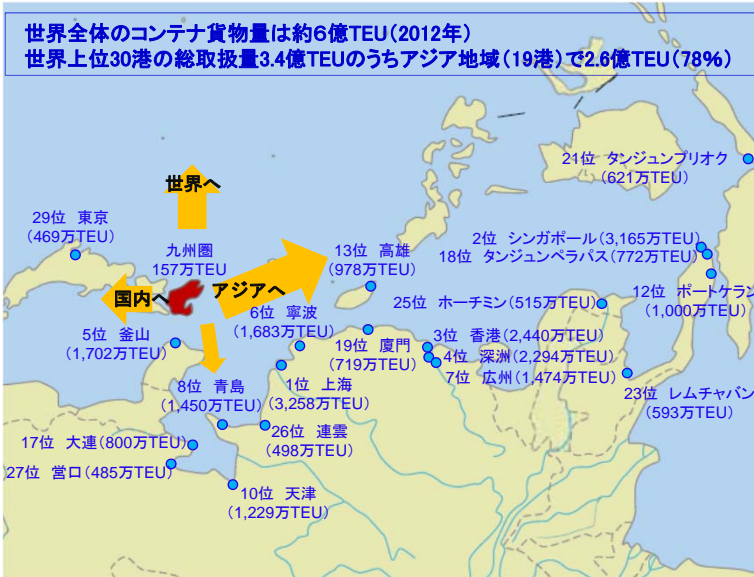 世界全体のコンテナ貨物量は約6億TEU(2012年)
世界上位30港の総取扱量3.4億TEUのうちアジア地域(19港)で2.6億TEU(78%)
21位　タンジュンプリオク
(621万TEU)
世界へ
29位　東京
(469万TEU)
九州圏
157万TEU
13位　高雄
(978万TEU)
2位　シンガポール(3,165万TEU)
18位　タンジュンペラパス(772万TEU)
国内へ
アジアへ
6位　寧波
(1,683万TEU)
25位　ホーチミン(515万TEU)
12位　ポートケラン
(1,000万TEU)
5位　釜山
(1,702万TEU)
19位　廈門
(719万TEU)
3位　香港(2,440万TEU)
4位　深洲(2,294万TEU)
7位　広州(1,474万TEU)
8位　青島
(1,450万TEU)
1位　上海
(3,258万TEU)
23位　レムチャバン
(593万TEU)
17位　大連(800万TEU)
26位　連雲
(498万TEU)
27位　営口(485万TEU)
10位　天津
(1,229万TEU)